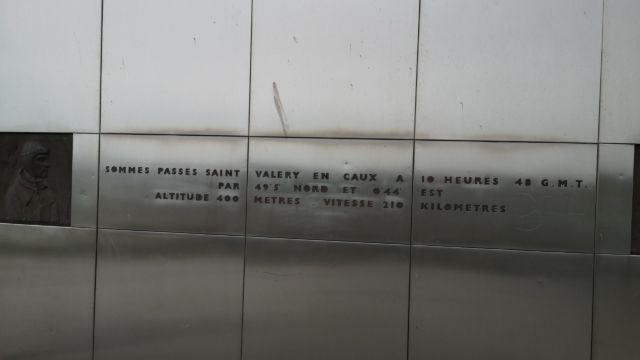 SOMMES PASSES SAINT VALERY EN CAUX A 10 HEURES 48 G.M.T.
PAR 49°5' NORD ET 0°44' EST
ALTITUDE 400 METRES VITESSE 210 KILOMETRES